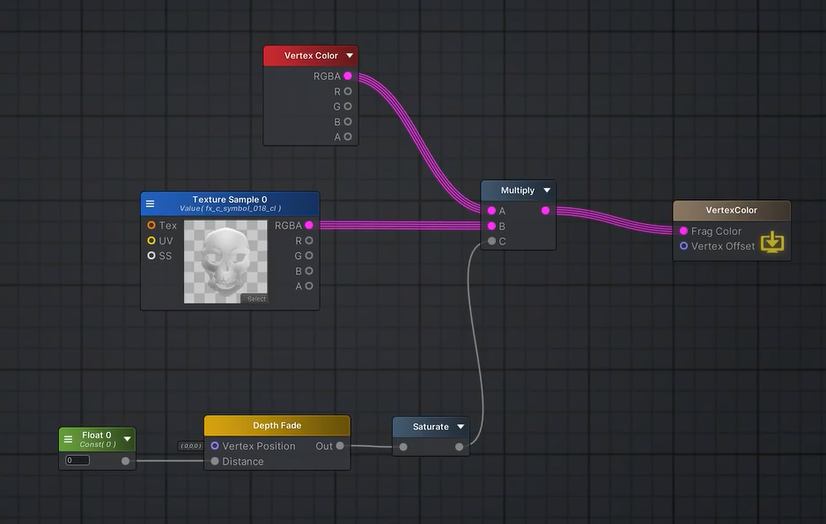 Vertex Color
RGBA
R
G
B
A
Texture Sample 0
Value( fx_c_symbol_018_cl )
Tex
UV
SS
RGBA
R
G
B
A
Select
Multiply
A
B
C
VertexColor
Frag Color
Vertex Offset
Float 0
Const( 0 )
0
Depth Fade
(0,0,0)
Vertex Position
Out
Distance
Saturate